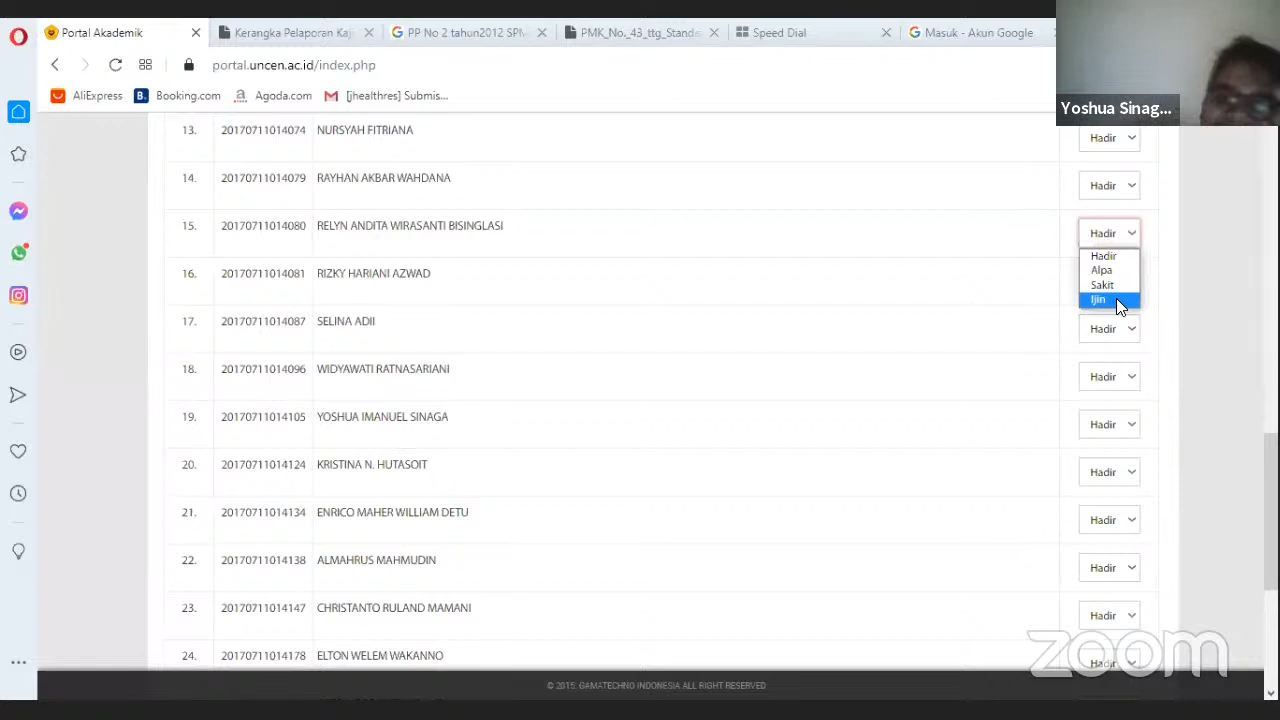 Portal Akademik
Kerangka Pelaporan Kaj
PP No 2 tahun2012 SPM
PMK_No._43_ttg_Standa
Speed Dial
Masuk - Akun Google
portal.uncen.ac.id/index.php
AliExpress
Booking.com
Agoda.com
[jhealthres] Submis...
Yoshua Sinag...
13. 20170711014074 NURSYAH FITRIANA Hadir
14. 20170711014079 RAYHAN AKBAR WAHDANA Hadir
15. 20170711014080 RELYN ANDITA WIRASANTI BISINGLASI Hadir
Hadir
Alpa
Sakit
Ijin
16. 20170711014081 RIZKY HARIANI AZWAD
17. 20170711014087 SELINA ADII Hadir
18. 20170711014096 WIDYAWATI RATNASARIANI Hadir
19. 20170711014105 YOSHUA IMANUEL SINAGA Hadir
20. 20170711014124 KRISTINA N. HUTASOIT Hadir
21. 20170711014134 ENRICO MAHER WILLIAM DETU Hadir
22. 20170711014138 ALMAHRUS MAHMUDIN Hadir
23. 20170711014147 CHRISTANTO RULAND MAMANI Hadir
24. 20170711014178 ELTON WELEM WAKANNO Hadir
zoom
© 2015. GAMATECHNO INDONESIA ALL RIGHT RESERVED